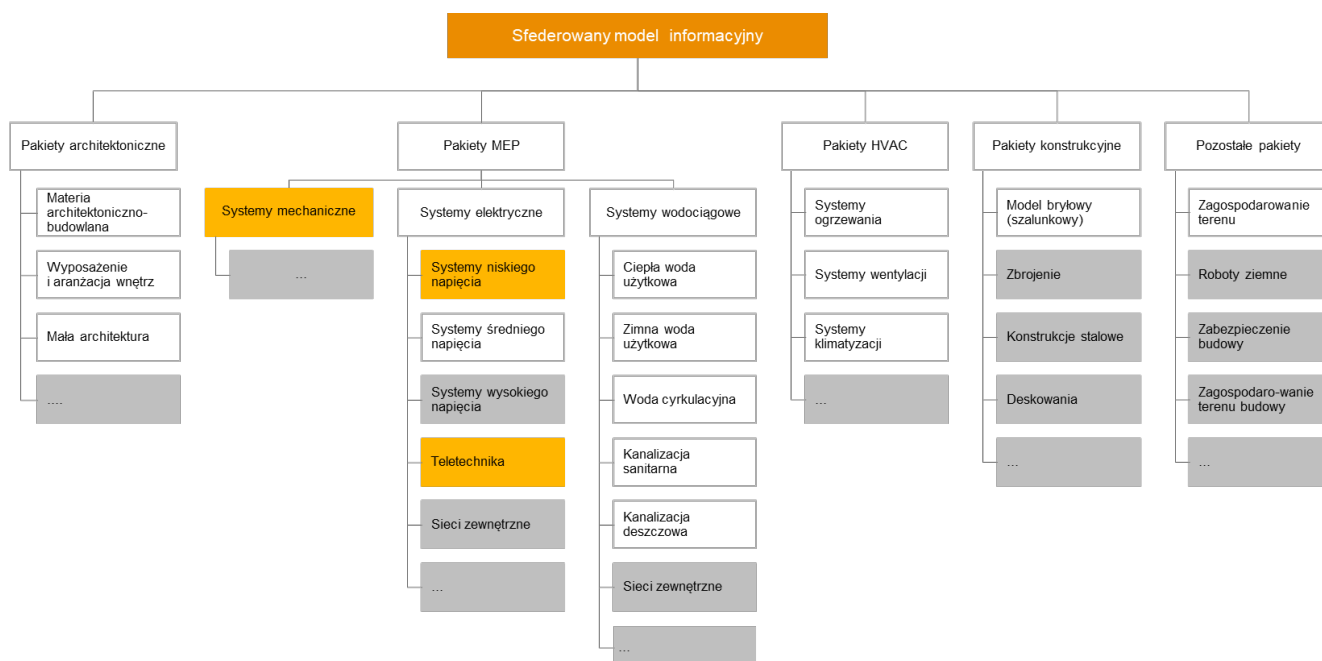 Sfederowany model informacyjny
Pakiety architektoniczne
Materia
architektoniczno-
budowlana
Wyposażenie
i aranżacja wnętrz
Mała architektura
....
Pakiety MEP
Systemy mechaniczne
...
Systemy elektryczne
Systemy niskiego
napięcia
Systemy średniego
napięcia
Systemy wysokiego
napięcia
Teletechnika
Sieci zewnętrzne
...
Systemy wodociągowe
Ciepła woda
użytkowa
Zimna woda
użytkowa
Woda cyrkulacyjna
Kanalizacja
sanitarna
Kanalizacja
deszczowa
Sieci zewnętrzne
...
Pakiety HVAC
Systemy
ogrzewania
Systemy wentylacji
Systemy
klimatyzacji
...
Pakiety konstrukcyjne
Model bryłowy
(szalunkowy)
Zbrojenie
Konstrukcje stalowe
Deskowania
...
Pozostałe pakiety
Zagospodarowanie
terenu
Roboty ziemne
Zabezpieczenie
budowy
Zagospodaro-wanie
terenu budowy
...